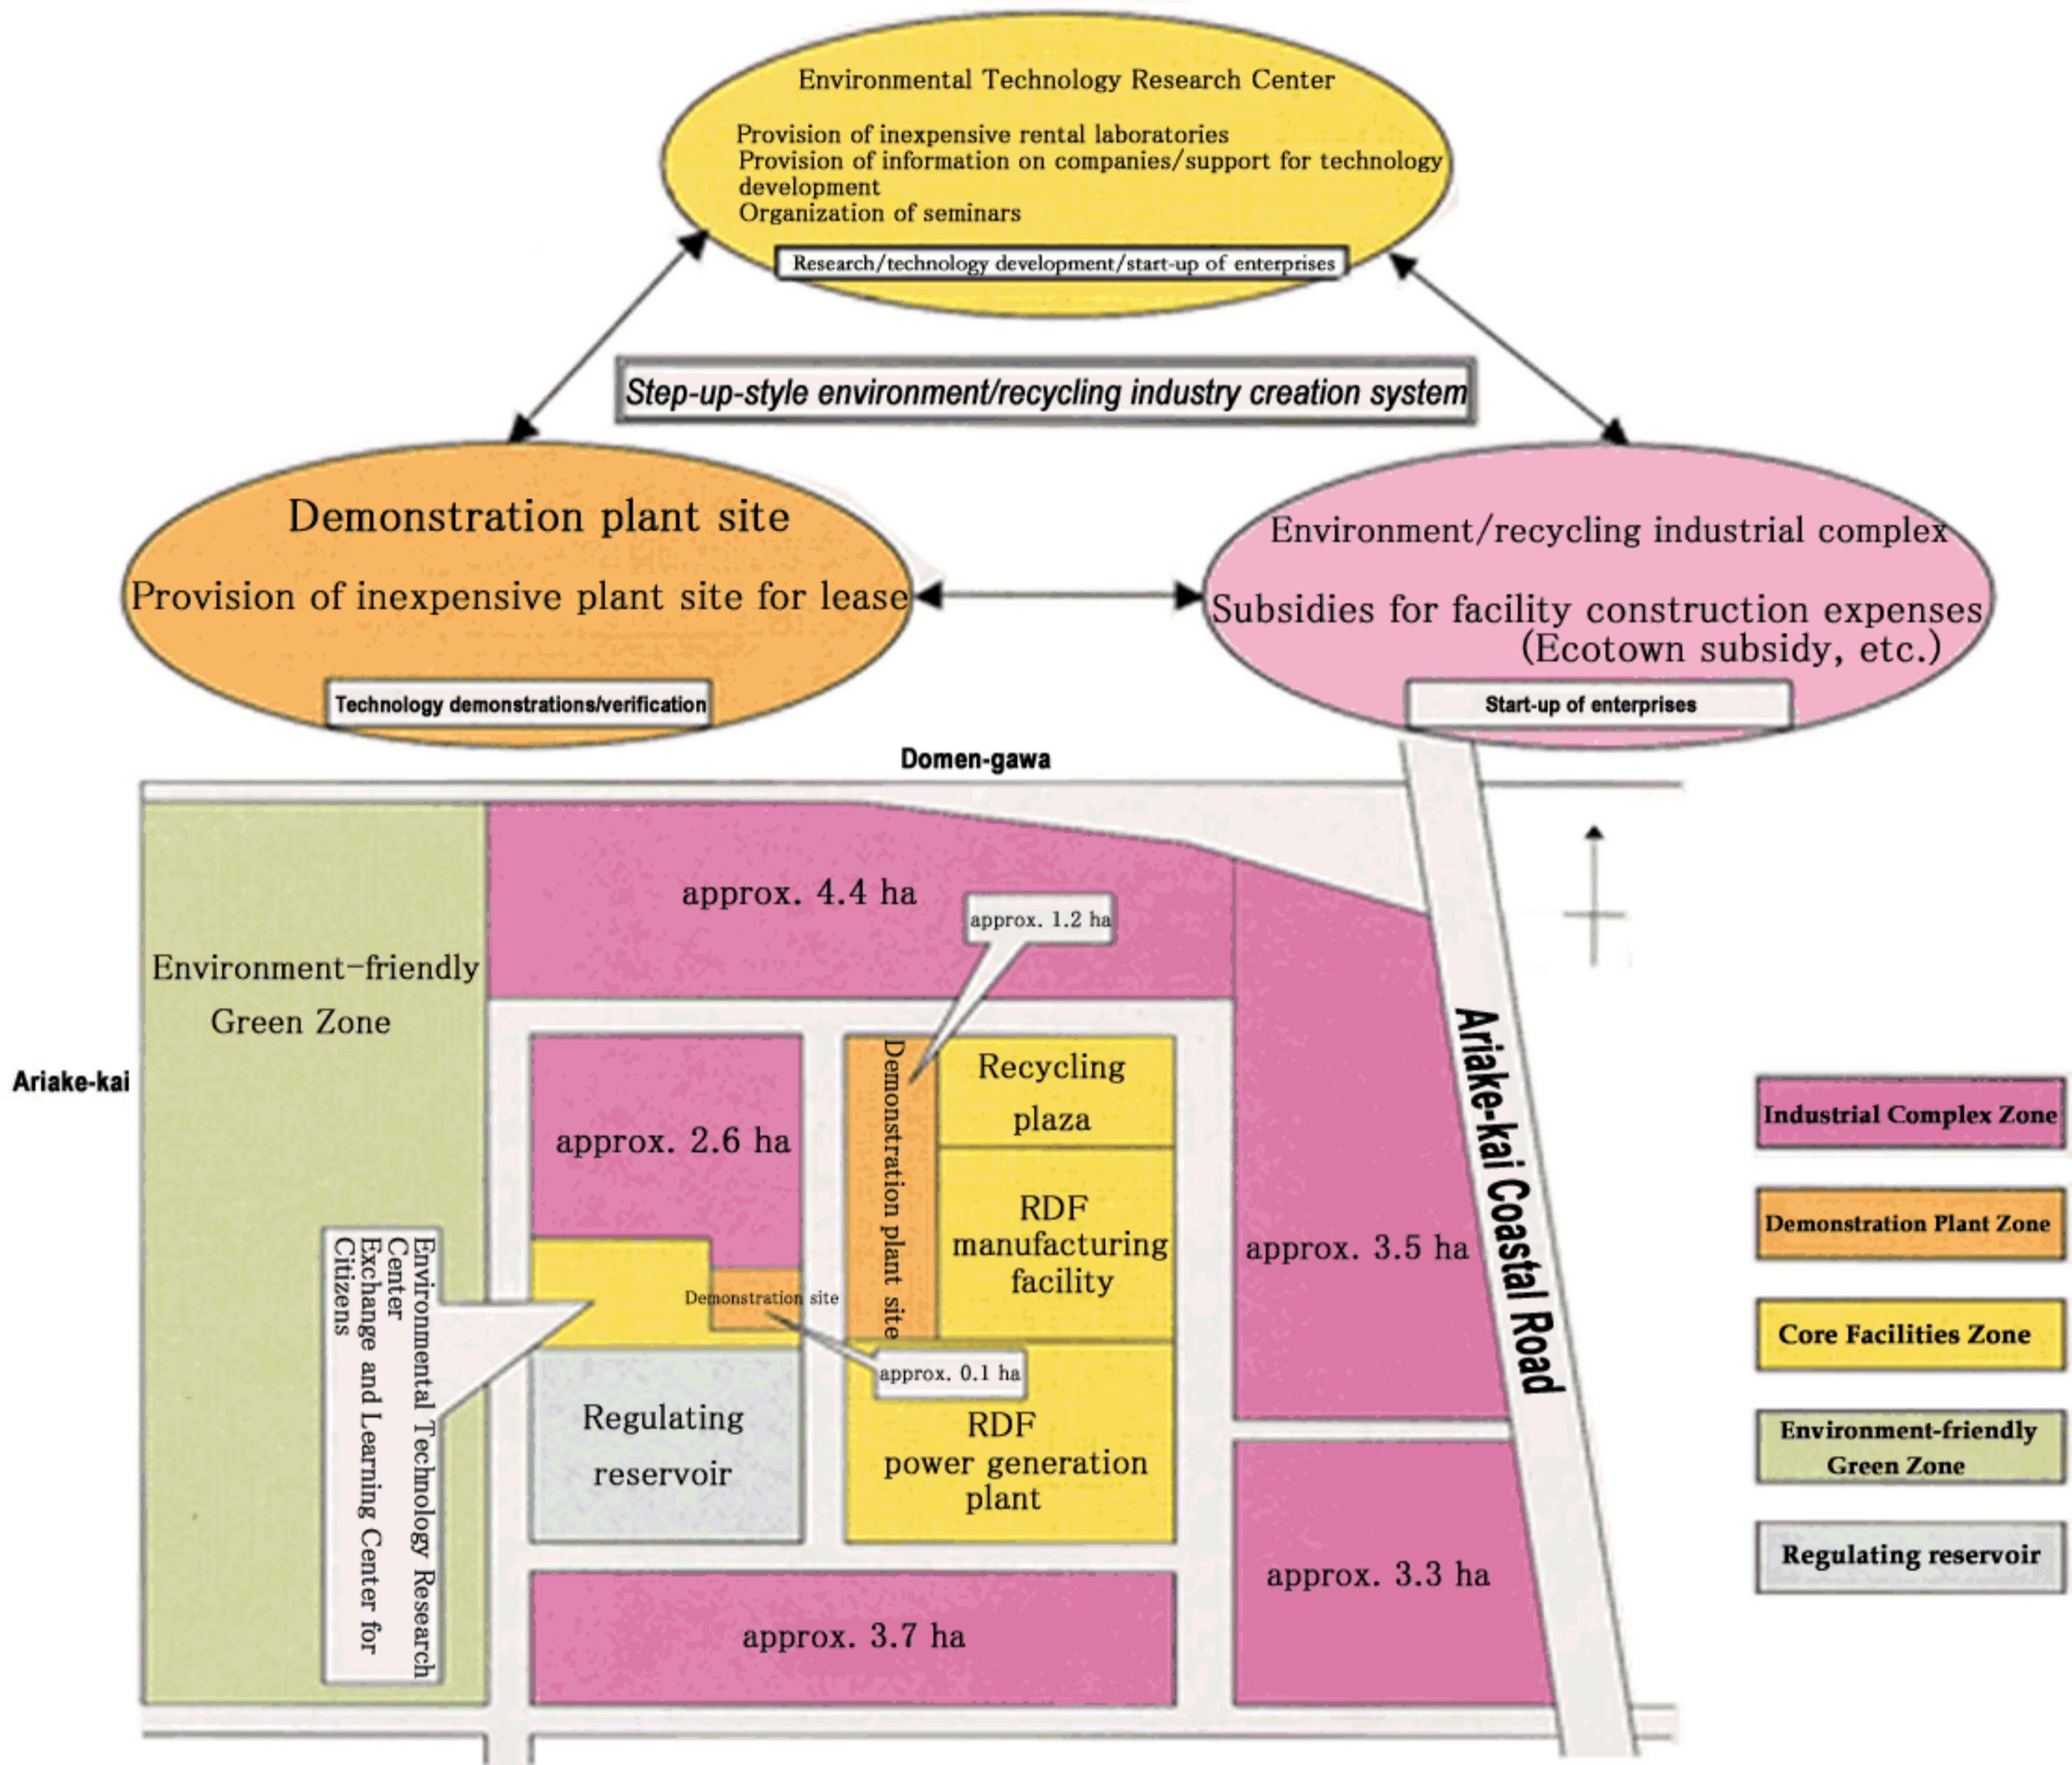 Environmental Technology Research Center
Provision of inexpensive rental laboratories
Provision of information on companies/support for technology
development
Organization of seminars
Research/technology development/start-up of enterprises
Step-up-style environment/recycling industry creation system
Demonstration plant site
Provision of inexpensive plant site for lease
Technology demonstrations/verification
Environment/recycling industrial complex
Subsidies for facility construction expenses
(Ecotown subsidy, etc.)
Start-up of enterprises
Domen-gawa
Ariake-kai
Environment-friendly
Green Zone
approx. 4.4 ha
approx. 1.2 ha
approx. 2.6 ha
Demonstration plant site
Recycling
plaza
RDF
manufacturing
facility
approx. 3.5 ha
Ariake-kai Coastal Road
Environmental Technology Research
Center
Exchange and Learning Center for
Citizens
Demonstration site
approx. 0.1 ha
Regulating
reservoir
RDF
power generation
plant
approx. 3.3 ha
approx. 3.7 ha
Industrial Complex Zone
Demonstration Plant Zone
Core Facilities Zone
Environment-friendly
Green Zone
Regulating reservoir